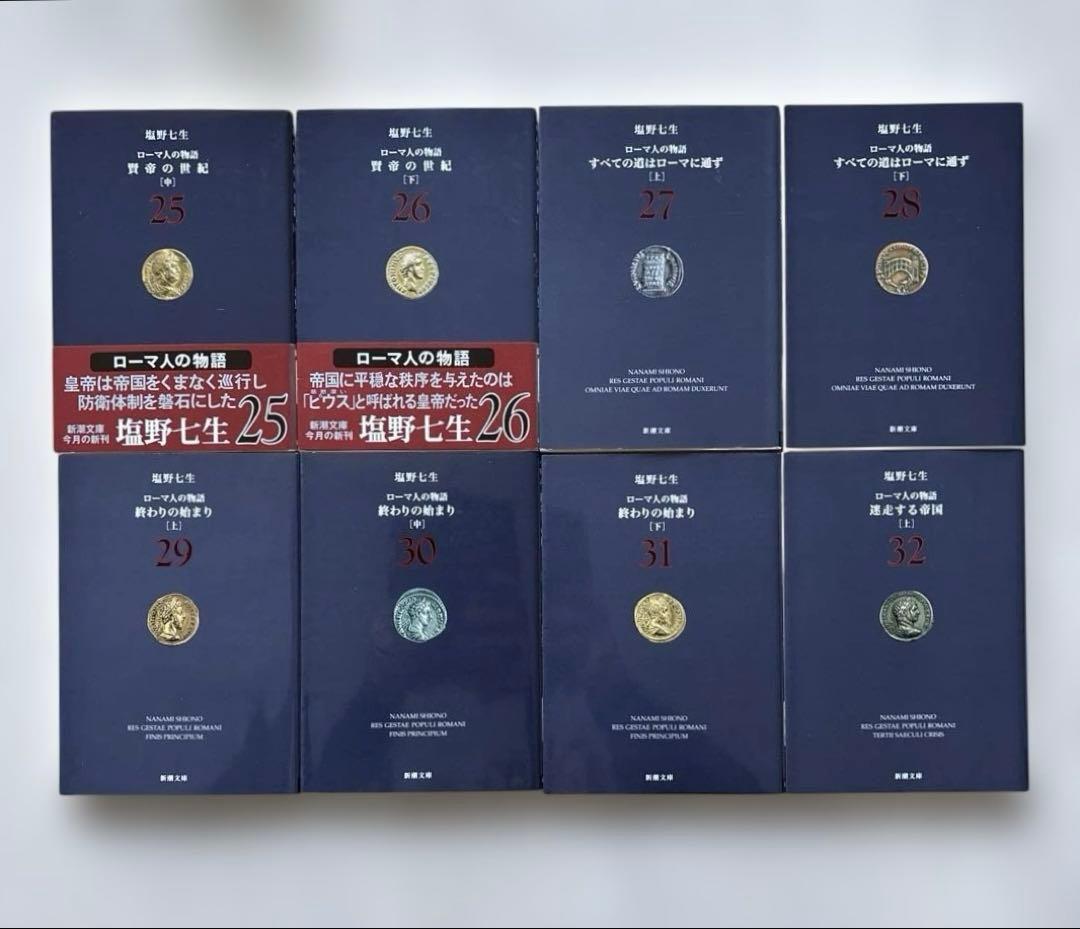 塩野七生
ローマ人の物語
賢帝の世紀
[中]
25
ローマ人の物語
皇帝は帝国をくまなく巡行し
防衛体制を磐石にした
新潮文庫
今月の新刊
塩野七生
25
塩野七生
ローマ人の物語
賢帝の世紀
[下]
26
ローマ人の物語
帝国に平穏な秩序を与えたのは
「ピウス」と呼ばれる皇帝だった
新潮文庫
今月の新刊
塩野七生
26
塩野七生
ローマ人の物語
すべての道はローマに通ず
[上]
27
NANAMI SHIONO
RES GESTAE POPULI ROMANI
OMNIAE VIAE QUAE AD ROMAM DUXERUNT
新潮文庫
塩野七生
ローマ人の物語
すべての道はローマに通ず
[下]
28
NANAMI SHIONO
RES GESTAE POPULI ROMANI
OMNIAE VIAE QUAE AD ROMAM DUXERUNT
新潮文庫
塩野七生
ローマ人の物語
終わりの始まり
[上]
29
NANAMI SHIONO
RES GESTAE POPULI ROMANI
FINIS PRINCIPIUM
新潮文庫
塩野七生
ローマ人の物語
終わりの始まり
[中]
30
NANAMI SHIONO
RES GESTAE POPULI ROMANI
FINIS PRINCIPIUM
新潮文庫
塩野七生
ローマ人の物語
終わりの始まり
[下]
31
NANAMI SHIONO
RES GESTAE POPULI ROMANI
FINIS PRINCIPIUM
新潮文庫
塩野七生
ローマ人の物語
迷走する帝国
[上]
32
NANAMI SHIONO
RES GESTAE POPULI ROMANI
TERTII SAECULI CRISIS
新潮文庫